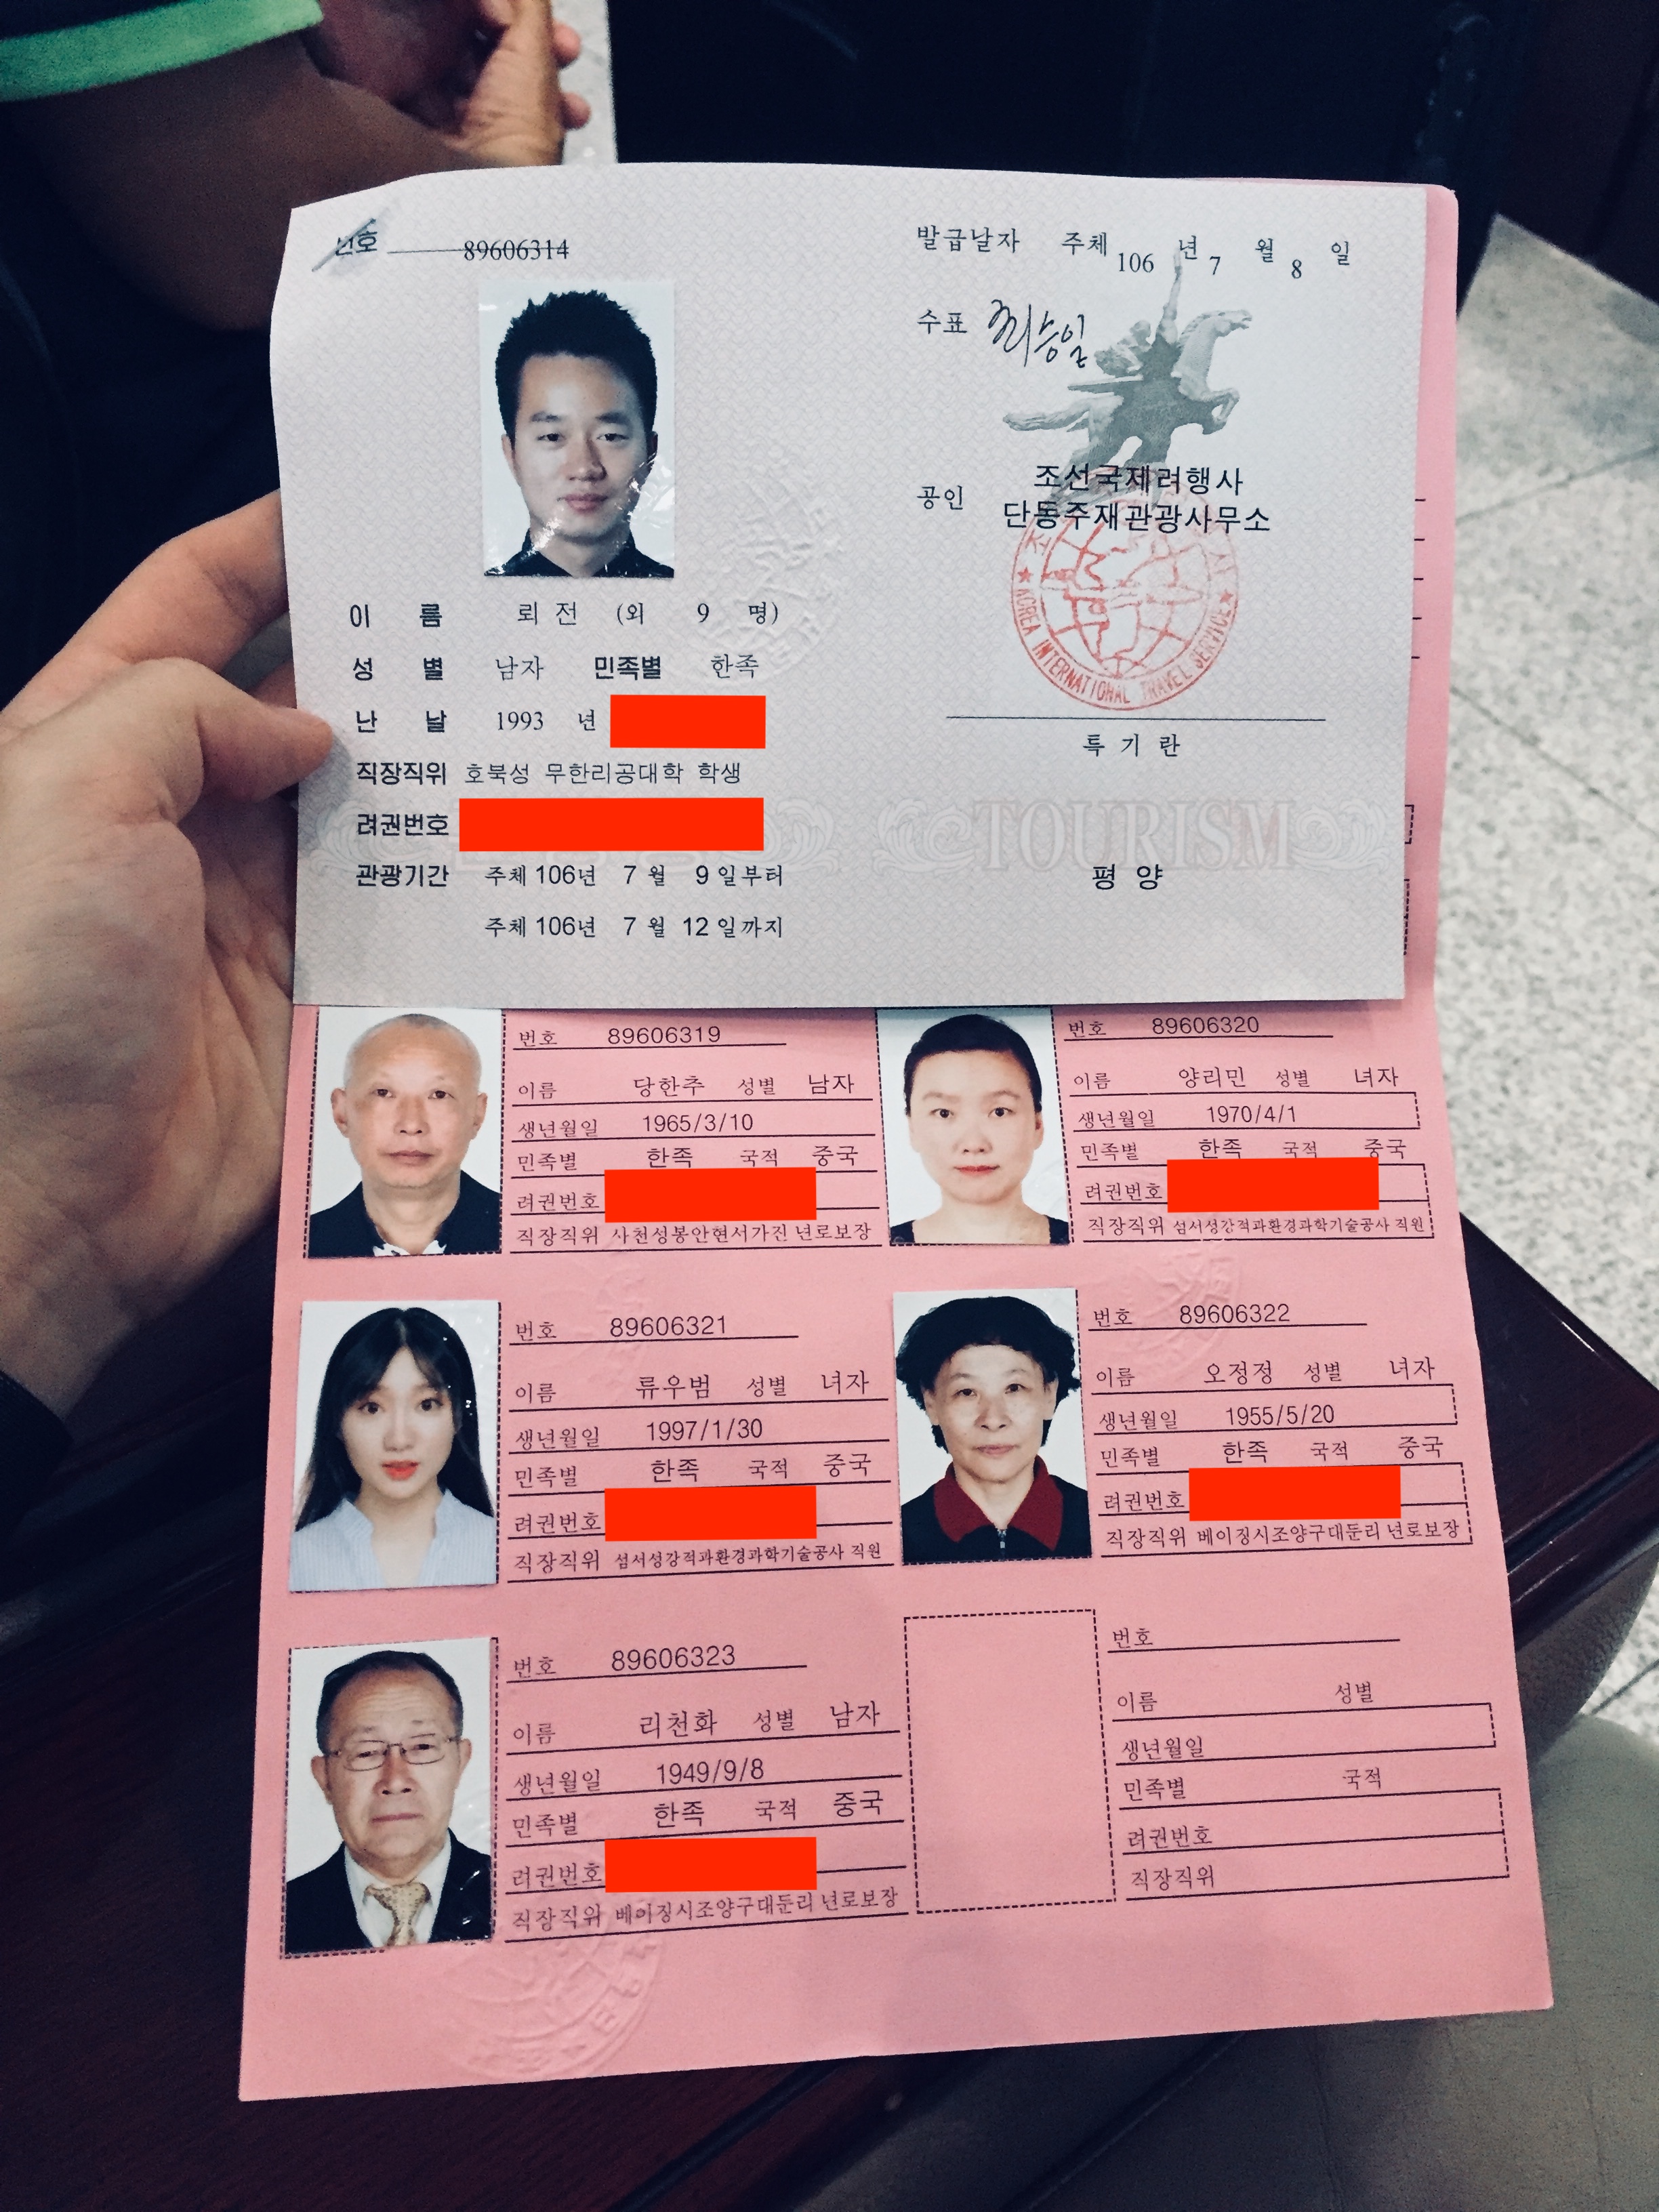 번호 89606314
이 름 뢰 전 (외 9 명)
성 별 남자 민족별 한족
난 날 1993 년
직장직위 호북성 무한리공대학 학생
려권번호
관광기간 주체 106년 7 월 9 일부터
주체 106년 7 월 12 일까지
발급날자 주체 106 년 7 월 8 일
수표 리승일
공인 조선국제려행사
단동주재관광사무소
KOREA INTERNATIONAL TRAVEL SERVICE
특 기 란
TOURISM
평 양
번호 89606319
이름 당한추 성별 남자
생년월일 1965/3/10
민족별 한족 국적 중국
려권번호
직장직위 사천성봉안현서가진 년로보장
번호 89606320
이름 양리민 성별 녀자
생년월일 1970/4/1
민족별 한족 국적 중국
려권번호
직장직위 섬서성강적과환경과학기술공사 직원
번호 89606321
이름 류우범 성별 녀자
생년월일 1997/1/30
민족별 한족 국적 중국
려권번호
직장직위 섬서성강적과환경과학기술공사 직원
번호 89606322
이름 오정정 성별 녀자
생년월일 1955/5/20
민족별 한족 국적 중국
려권번호
직장직위 베이징시조양구대둔리 년로보장
번호 89606323
이름 리천화 성별 남자
생년월일 1949/9/8
민족별 한족 국적 중국
려권번호
직장직위 베이징시조양구대둔리 년로보장
번호
이름 성별
생년월일
민족별 국적
려권번호
직장직위